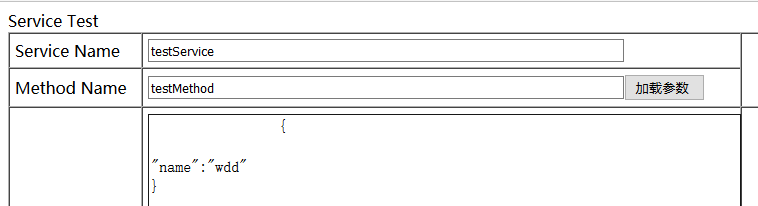 Service Test
Service Name testService
Method Name testMethod 加载参数
{
"name":"wdd"
}